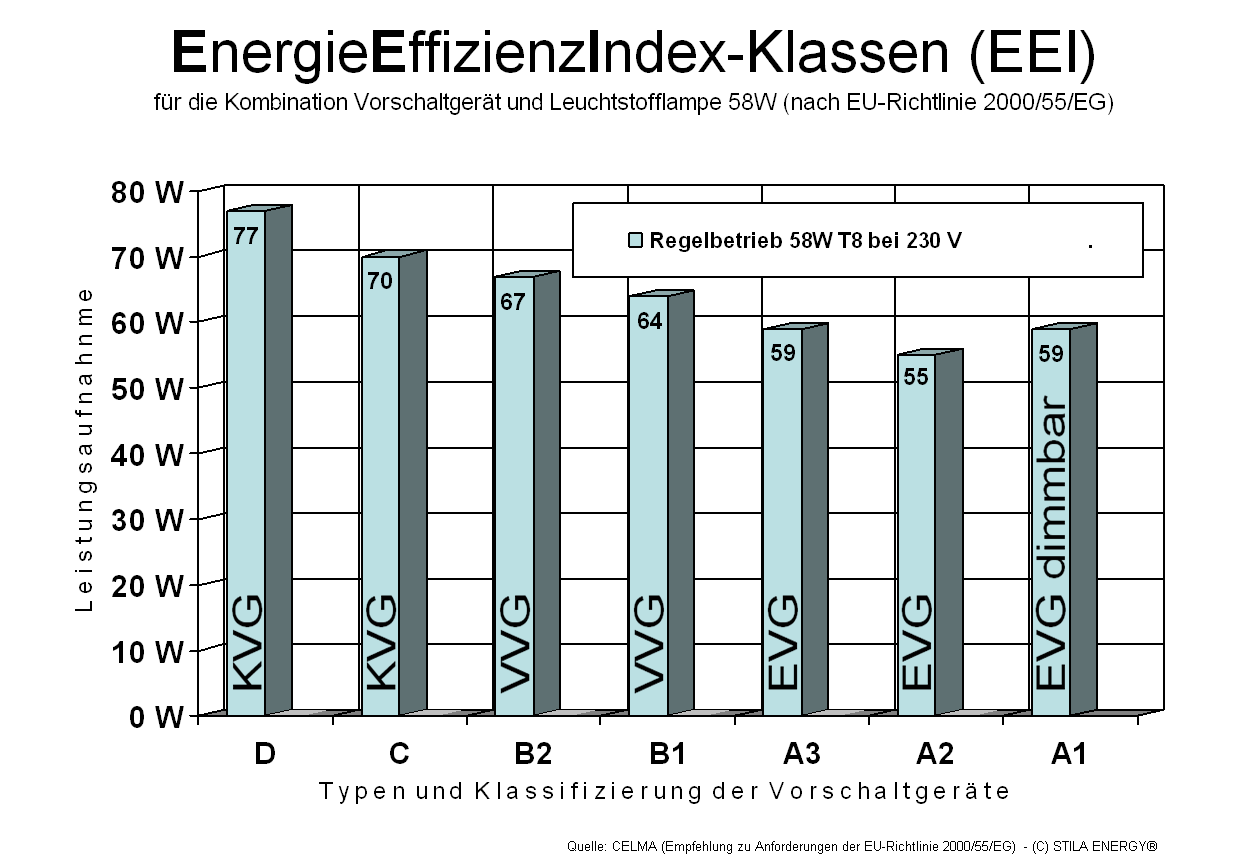 EnergieEffizienzIndex-Klassen (EEI)
für die Kombination Vorschaltgerät und Leuchtstofflampe 58W (nach EU-Richtlinie 2000/55/EG)
80 W
70 W
60 W
50 W
40 W
30 W
20 W
10 W
0 W
Leistungsaufnahme
Regelbetrieb 58W T8 bei 230 V .
77
70
67
64
59
55
59
KVG
KVG
VVG
VVG
EVG
EVG
EVG dimmbar
D C B2 B1 A3 A2 A1
Typen und Klassifizierung der Vorschaltgeräte
Quelle: CELMA (Empfehlung zu Anforderungen der EU-Richtlinie 2000/55/EG) - (C) STILA ENERGY®